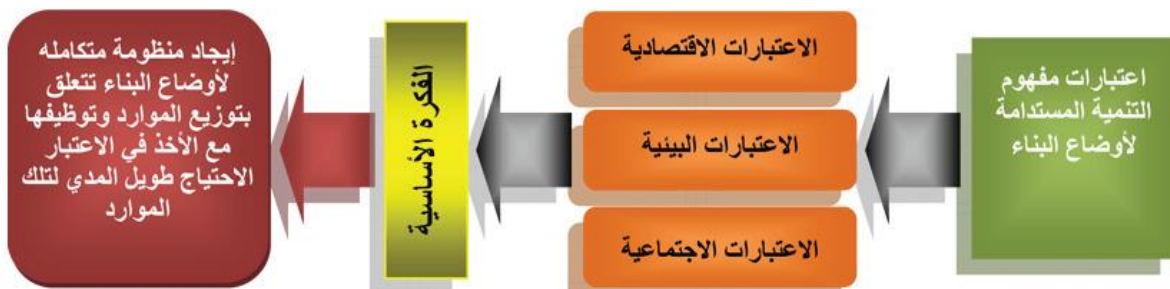 اعتبارات مفهوم
التنمية المستدامة
لأوضاع البناء
الاعتبارات الاقتصادية
الاعتبارات البيئية
الاعتبارات الاجتماعية
الفكرة الأساسية
إيجاد منظومة متكامله
لأوضاع البناء تتعلق
بتوزيع الموارد وتوظيفها
مع الأخذ في الاعتبار
الاحتياج طويل المدي لتلك
الموارد